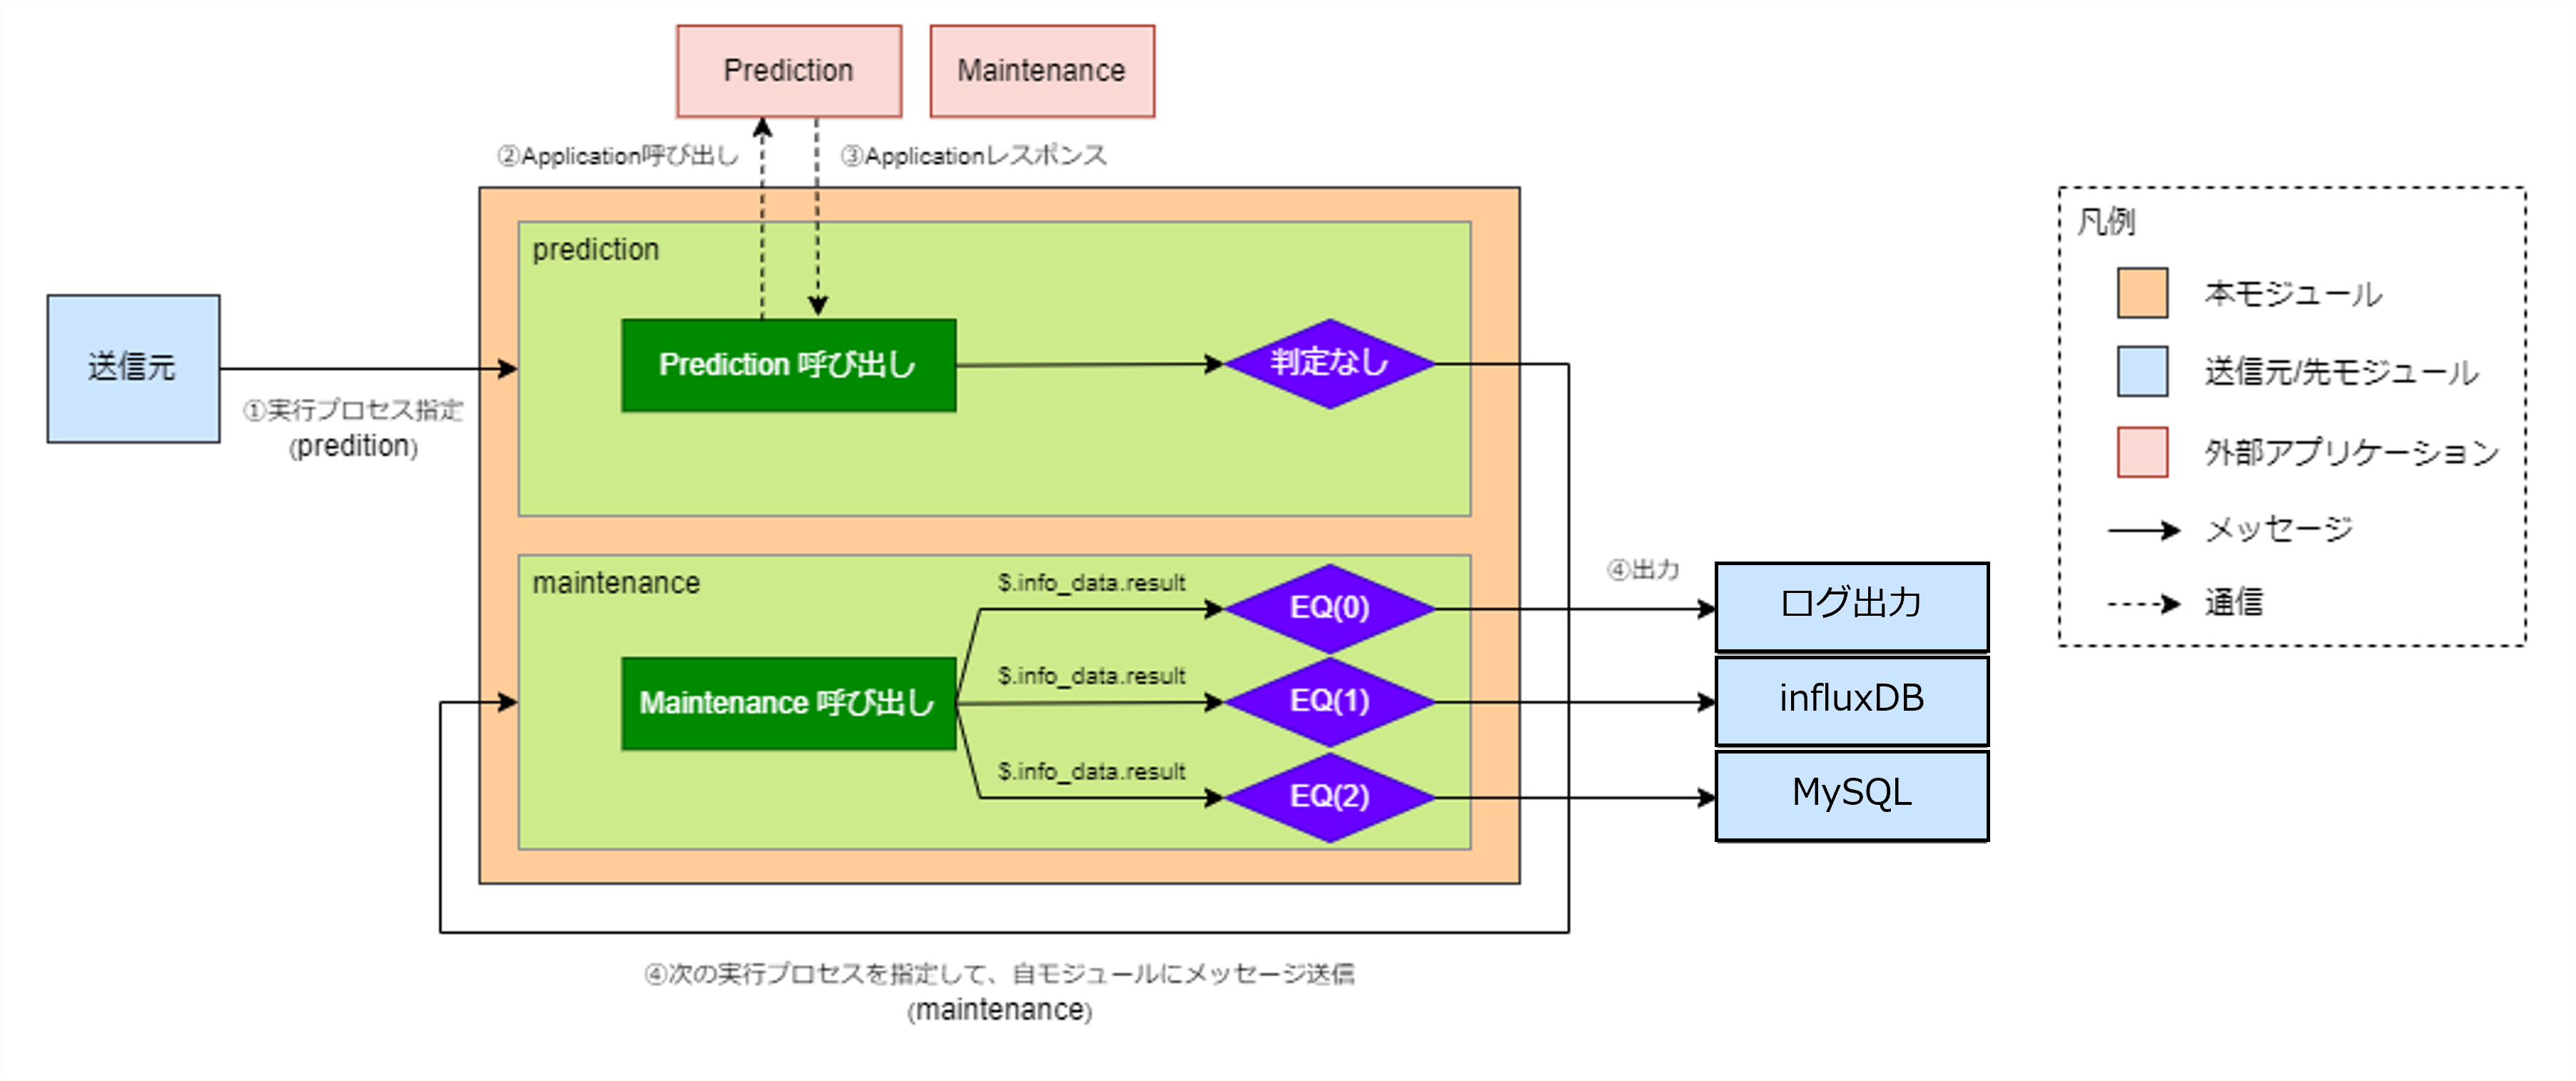 Prediction
Maintenance
②Application呼び出し
③Applicationレスポンス
prediction
送信元
①実行プロセス指定
(predition)
Prediction 呼び出し
判定なし
maintenance
Maintenance 呼び出し
$.info_data.result
EQ(0)
$.info_data.result
EQ(1)
$.info_data.result
EQ(2)
④出力
ログ出力
influxDB
MySQL
④次の実行プロセスを指定して、自モジュールにメッセージ送信
(maintenance)
凡例
本モジュール
送信元/先モジュール
外部アプリケーション
メッセージ
通信